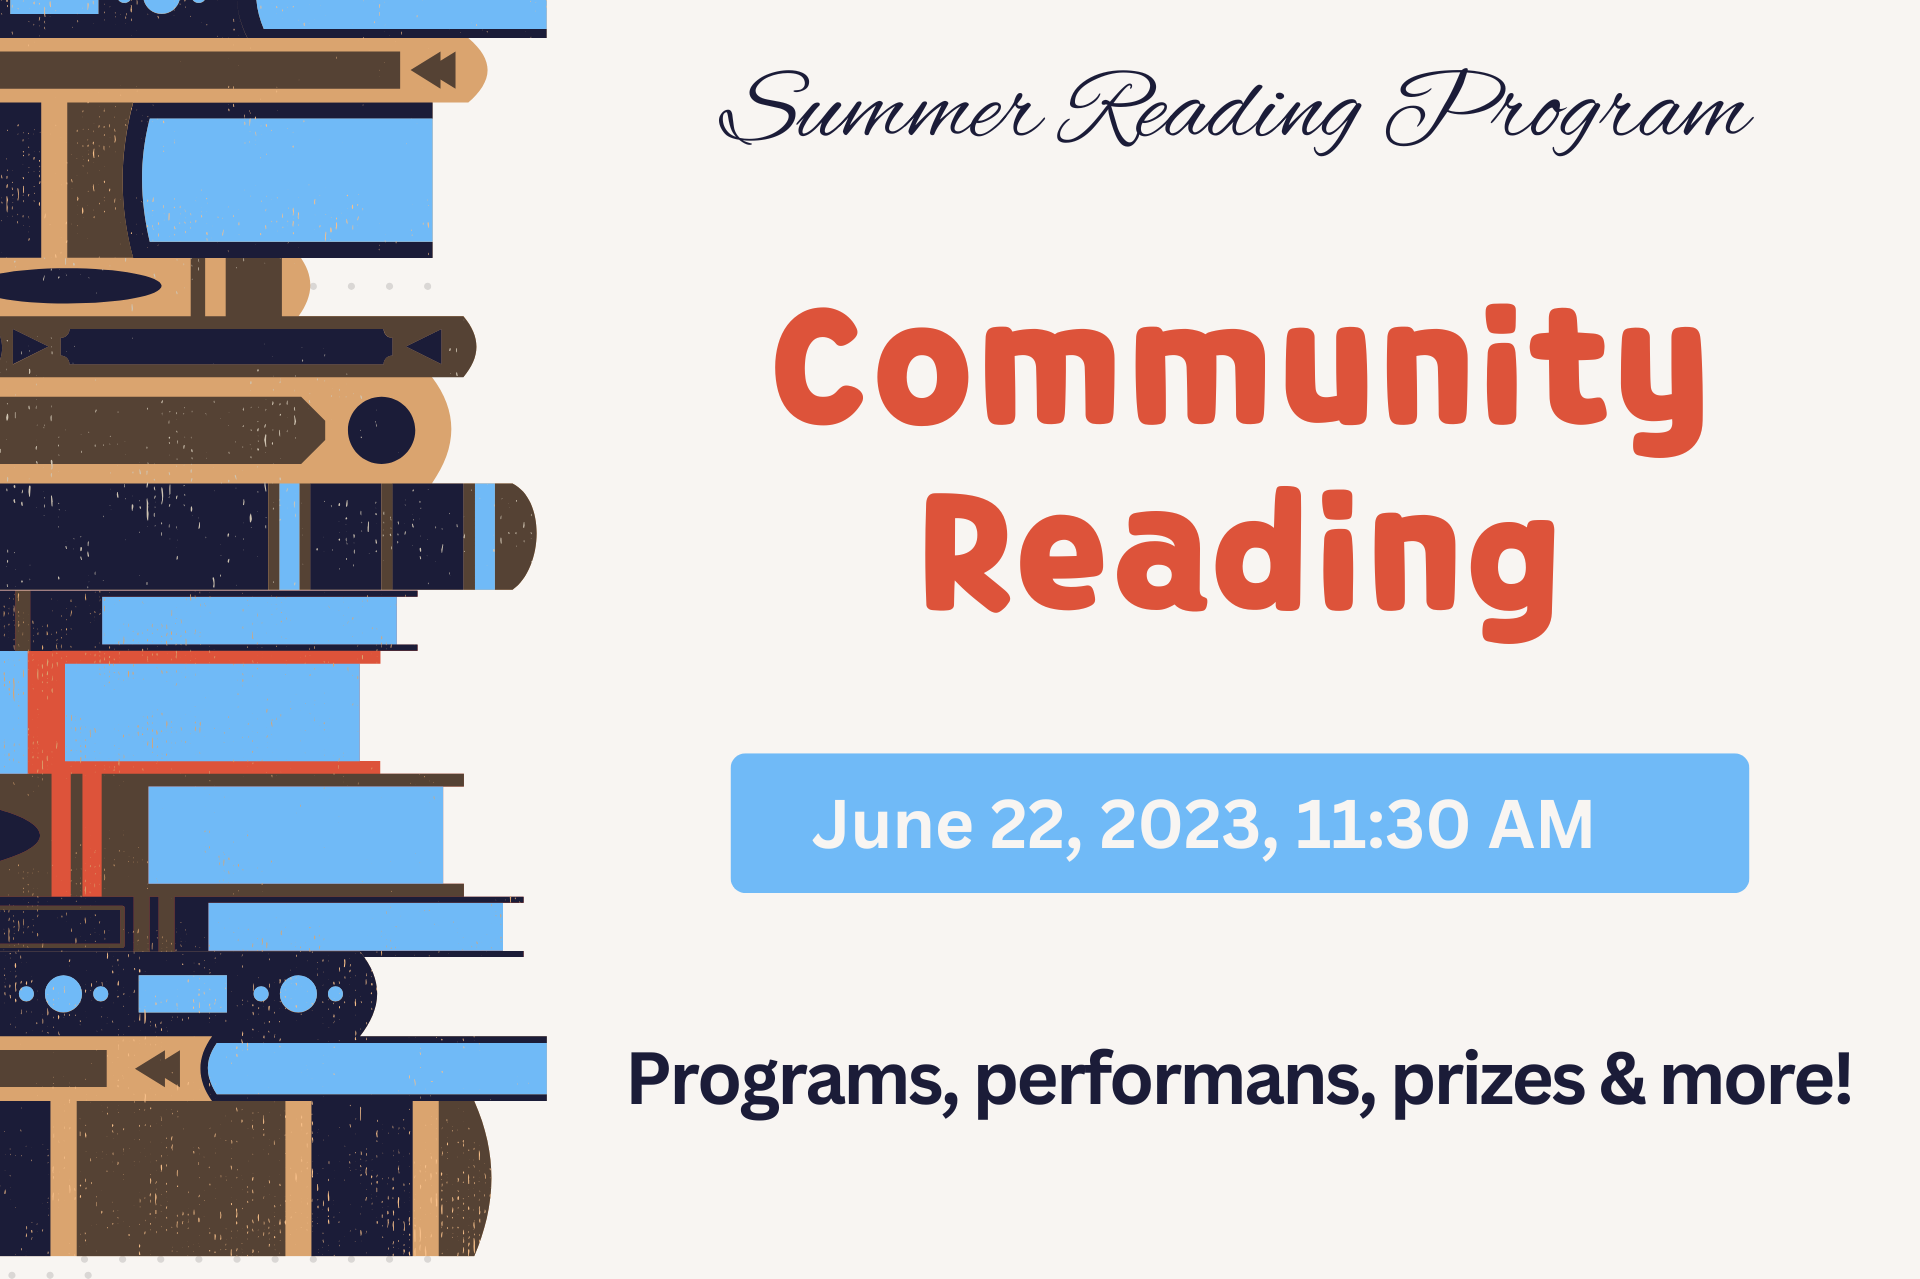 Summer Reading Program
Community
Reading
June 22, 2023, 11:30 AM
Programs, performans, prizes & more!